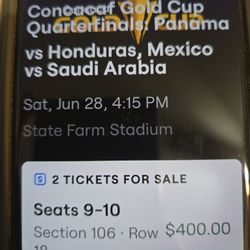 Concacaf Gold Cup
Quarterfinals: Panama
vs Honduras, Mexico
vs Saudi Arabia
Sat, Jun 28, 4:15 PM
State Farm Stadium
2 TICKETS FOR SALE
Seats 9-10
Section 106 · Row $400.00
18